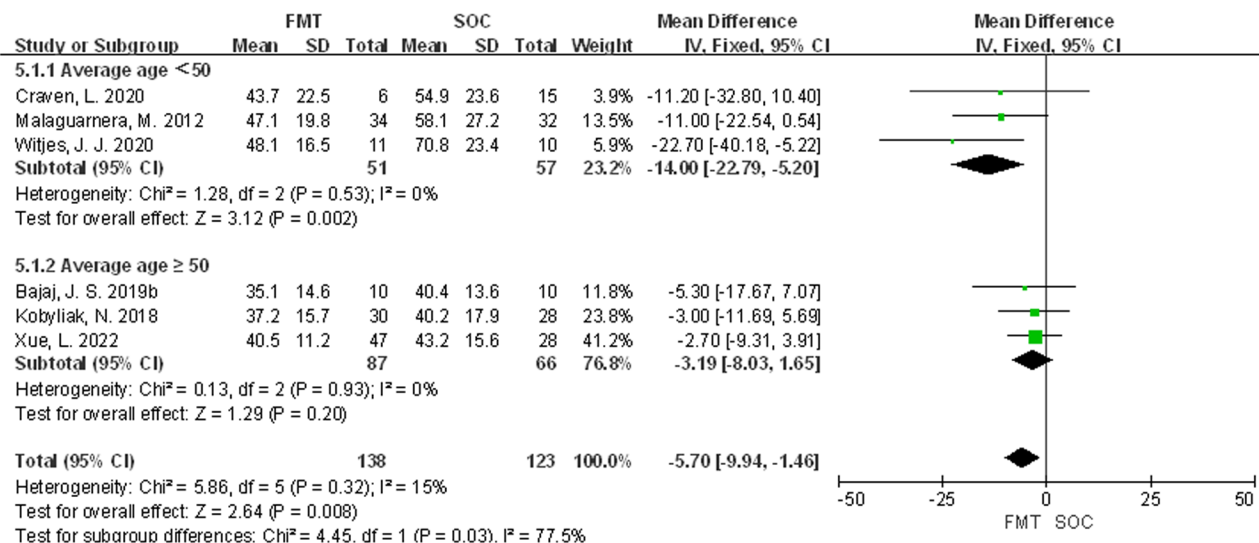 FMT SOC Mean Difference Mean Difference
Study or Subgroup Mean SD Total Mean SD Total Weight IV, Fixed, 95% CI IV, Fixed, 95% CI
5.1.1 Average age <50
Craven, L. 2020 43.7 22.5 6 54.9 23.6 15 3.9% -11.20 [-32.80, 10.40]
Malaguarnera, M. 2012 47.1 19.8 34 58.1 27.2 32 13.5% -11.00 [-22.54, 0.54]
Witjes, J. J. 2020 48.1 16.5 11 70.8 23.4 10 5.9% -22.70 [-40.18, -5.22]
Subtotal (95% CI) 51 57 23.2% -14.00 [-22.79, -5.20]
Heterogeneity: Chi² = 1.28, df = 2 (P = 0.53); I² = 0%
Test for overall effect: Z = 3.12 (P = 0.002)
5.1.2 Average age ≥ 50
Bajaj, J. S. 2019b 35.1 14.6 10 40.4 13.6 10 11.8% -5.30 [-17.67, 7.07]
Kobyliak, N. 2018 37.2 15.7 30 40.2 17.9 28 23.8% -3.00 [-11.69, 5.69]
Xue, L. 2022 40.5 11.2 47 43.2 15.6 28 41.2% -2.70 [-9.31, 3.91]
Subtotal (95% CI) 87 66 76.8% -3.19 [-8.03, 1.65]
Heterogeneity: Chi² = 0.13, df = 2 (P = 0.93); I² = 0%
Test for overall effect: Z = 1.29 (P = 0.20)
Total (95% CI) 138 123 100.0% -5.70 [-9.94, -1.46]
Heterogeneity: Chi² = 5.86, df = 5 (P = 0.32); I² = 15%
Test for overall effect: Z = 2.64 (P = 0.008)
Test for subgroup differences: Chi² = 4.45, df = 1 (P = 0.03), I² = 77.5%
-50 -25 0 25 50
FMT SOC